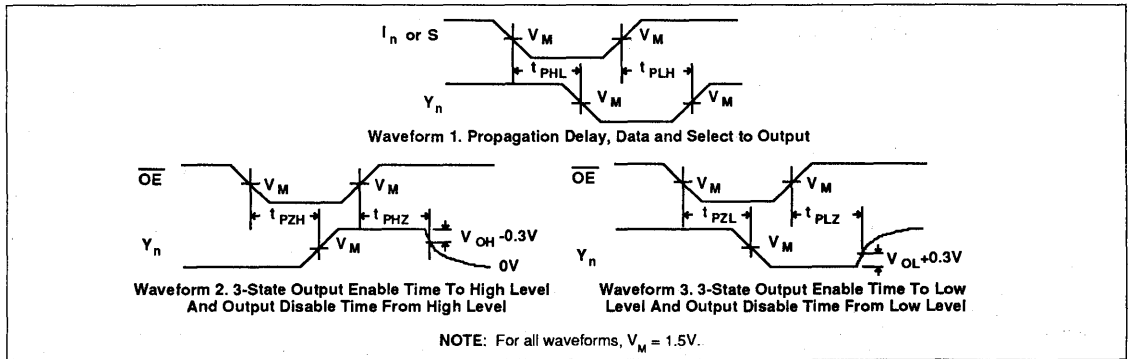 Iₙ or S
V_M
V_M
t_PHL
t_PLH
Yₙ
V_M
V_M
Waveform 1. Propagation Delay, Data and Select to Output
OE
V_M
V_M
t_PZH
t_PHZ
Yₙ
V_M
V_OH -0.3V
0V
Waveform 2. 3-State Output Enable Time To High Level
And Output Disable Time From High Level
OE
V_M
V_M
t_PZL
t_PLZ
Yₙ
V_M
V_OL+0.3V
Waveform 3. 3-State Output Enable Time To Low
Level And Output Disable Time From Low Level
NOTE: For all waveforms, V_M = 1.5V.